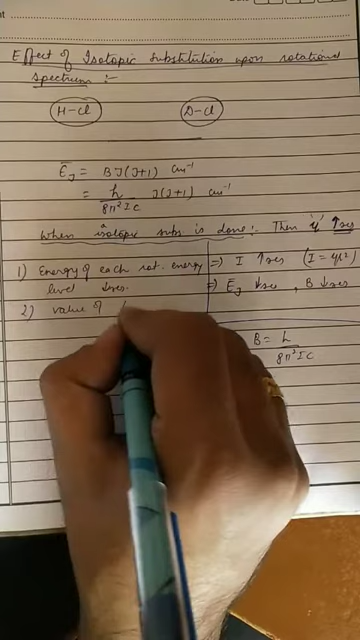 Effect of Isotopic substitution upon rotational
spectrum :-
H-Cl D-Cl
Ē_J = B J(J+1) cm⁻¹
= h/8π²IC J(J+1) cm⁻¹
When isotopic subs is done:- Then 'μ' ↑ses
⇒ I ↑ses (I = μr²)
⇒ Ē_J ↓ses , B ↓ses
B = h/8π²IC
1) Energy of each rot. energy
level ↓ses.
2) value of